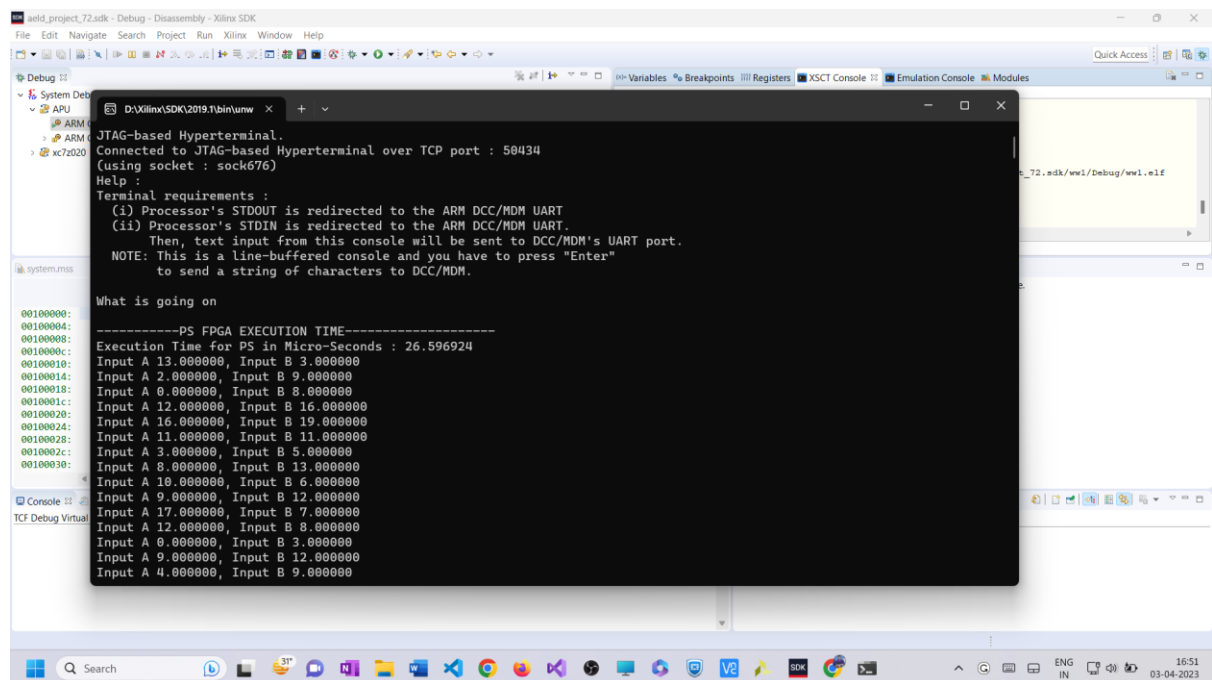 aeld_project_72.sdk - Debug - Disassembly - Xilinx SDK
File Edit Navigate Search Project Run Xilinx Window Help
Quick Access
Debug
Variables Breakpoints Registers XSCT Console Emulation Console Modules
System Deb
APU
ARM
ARM
xc7z020
D:\Xilinx\SDK\2019.1\bin\unw
JTAG-based Hyperterminal.
Connected to JTAG-based Hyperterminal over TCP port : 50434
(using socket : sock676)
Help :
Terminal requirements :
(i) Processor's STDOUT is redirected to the ARM DCC/MDM UART
(ii) Processor's STDIN is redirected to the ARM DCC/MDM UART.
Then, text input from this console will be sent to DCC/MDM's UART port.
NOTE: This is a line-buffered console and you have to press "Enter"
to send a string of characters to DCC/MDM.
What is going on
-----------PS FPGA EXECUTION TIME--------------------
Execution Time for PS in Micro-Seconds : 26.596924
Input A 13.000000, Input B 3.000000
Input A 2.000000, Input B 9.000000
Input A 0.000000, Input B 8.000000
Input A 12.000000, Input B 16.000000
Input A 16.000000, Input B 19.000000
Input A 11.000000, Input B 11.000000
Input A 3.000000, Input B 5.000000
Input A 8.000000, Input B 13.000000
Input A 10.000000, Input B 6.000000
Input A 9.000000, Input B 12.000000
Input A 17.000000, Input B 7.000000
Input A 12.000000, Input B 8.000000
Input A 0.000000, Input B 3.000000
Input A 9.000000, Input B 12.000000
Input A 4.000000, Input B 9.000000
t_72.sdk/ww1/Debug/ww1.elf
system.mss
e.
00100000:
00100004:
00100008:
0010000c:
00100010:
00100014:
00100018:
0010001c:
00100020:
00100024:
00100028:
0010002c:
00100030:
Console
TCF Debug Virtual
Search
31°
SDK
ENG
IN
16:51
03-04-2023